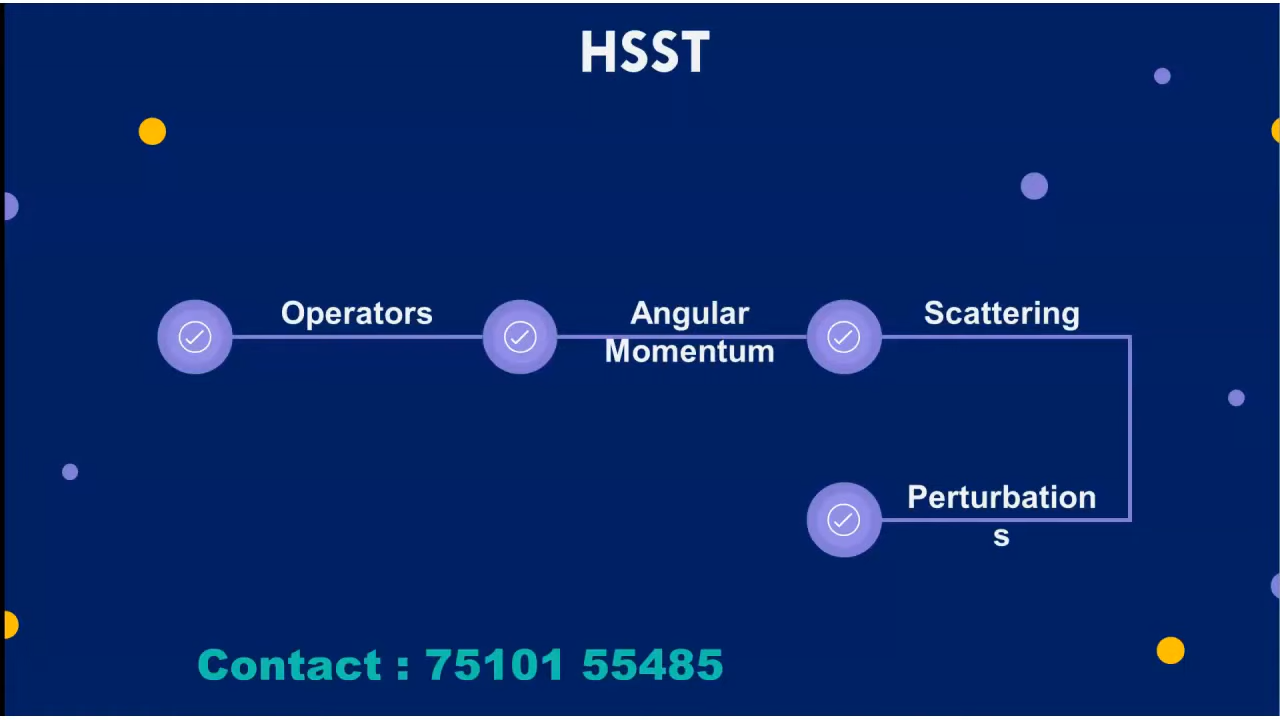 HSST
Operators
Angular
Momentum
Scattering
Perturbation
s
Contact : 75101 55485